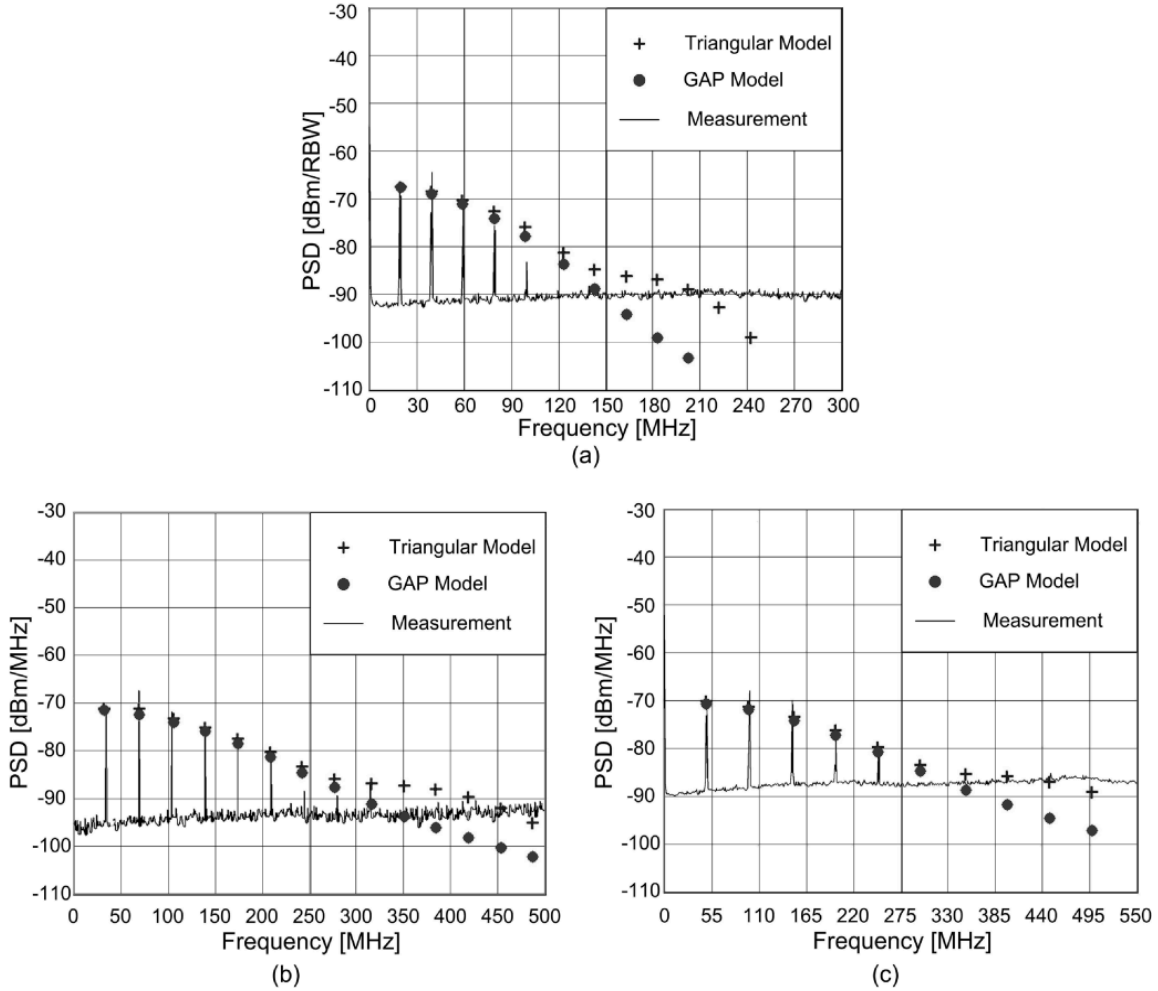 -30
-40
-50
-60
-70
-80
-90
-100
-110
PSD [dBm/RBW]
Triangular Model
GAP Model
Measurement
0 30 60 90 120 150 180 210 240 270 300
Frequency [MHz]
(a)
-30
-40
-50
-60
-70
-80
-90
-100
-110
PSD [dBm/MHz]
Triangular Model
GAP Model
Measurement
0 50 100 150 200 250 300 350 400 450 500
Frequency [MHz]
(b)
-30
-40
-50
-60
-70
-80
-90
-100
-110
PSD [dBm/MHz]
Triangular Model
GAP Model
Measurement
0 55 110 165 220 275 330 385 440 495 550
Frequency [MHz]
(c)